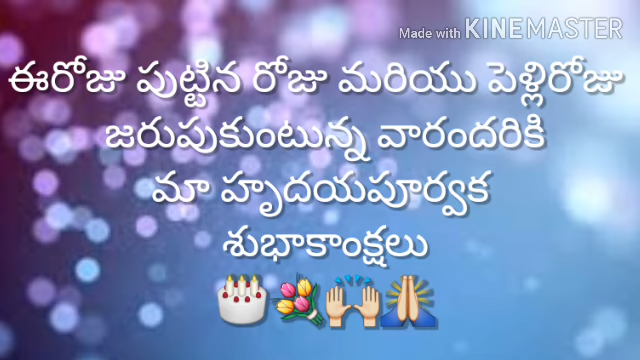 Made with KINEMASTER
ఈరోజు పుట్టిన రోజు మరియు పెళ్లిరోజు
జరుపుకుంటున్న వారందరికి
మా హృదయపూర్వక
శుభాకాంక్షలు
🎂💐🙌🙏